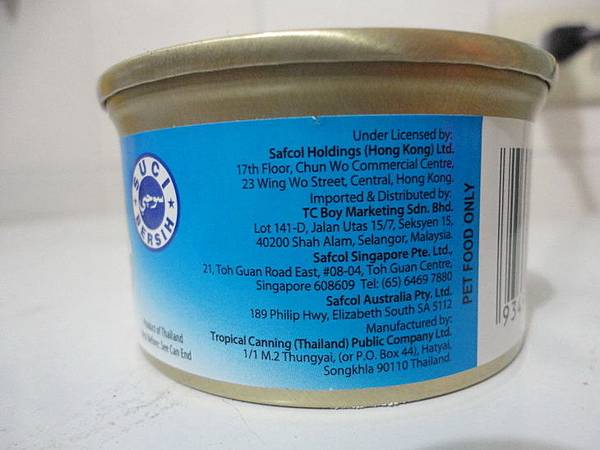 SUCI
سوچي
BERSIH
Product of Thailand
Best Before: See Can End
Under Licensed by:
Safcol Holdings (Hong Kong) Ltd.
17th Floor, Chun Wo Commercial Centre,
23 Wing Wo Street, Central, Hong Kong.
Imported & Distributed by:
TC Boy Marketing Sdn. Bhd.
Lot 141-D, Jalan Utas 15/7, Seksyen 15,
40200 Shah Alam, Selangor, Malaysia.
Safcol Singapore Pte. Ltd.,
21, Toh Guan Road East, #08-04, Toh Guan Centre,
Singapore 608609 Tel: (65) 6469 7880
Safcol Australia Pty. Ltd.
189 Philip Hwy, Elizabeth South SA 5112
Manufactured by:
Tropical Canning (Thailand) Public Company Ltd.
1/1 M.2 Thungyai, (or P.O. Box 44), Hatyai,
Songkhla 90110 Thailand.
PET FOOD ONLY
93